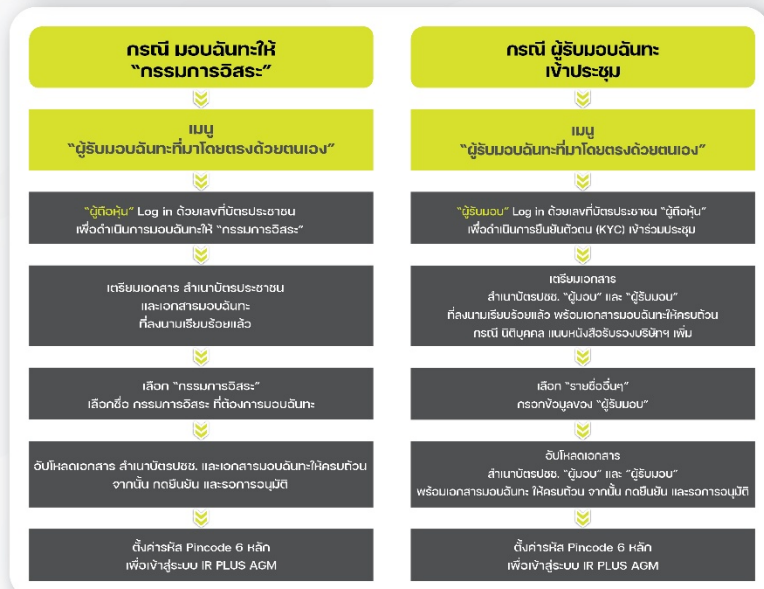 กรณี มอบฉันทะให้
“กรรมการอิสระ”
เมนู
“ผู้รับมอบฉันทะที่มาโดยตรงด้วยตนเอง”
“ผู้ถือหุ้น” Log in ด้วยเลขที่บัตรประชาชน
เพื่อดำเนินการมอบฉันทะให้ “กรรมการอิสระ”
เตรียมเอกสาร สำเนาบัตรประชาชน
และเอกสารมอบฉันทะ
ที่ลงนามเรียบร้อยแล้ว
เลือก “กรรมการอิสระ”
เลือกชื่อ กรรมการอิสระ ที่ต้องการมอบฉันทะ
อัปโหลดเอกสาร สำเนาบัตรปชช. และเอกสารมอบฉันทะให้ครบถ้วน
จากนั้น กดยืนยัน และรอการอนุมัติ
ตั้งค่ารหัส Pincode 6 หลัก
เพื่อเข้าสู่ระบบ IR PLUS AGM
กรณี ผู้รับมอบฉันทะ
เข้าประชุม
เมนู
“ผู้รับมอบฉันทะที่มาโดยตรงด้วยตนเอง”
“ผู้รับมอบ” Log in ด้วยเลขที่บัตรประชาชน “ผู้ถือหุ้น”
เพื่อดำเนินการยืนยันตัวตน (KYC) เข้าร่วมประชุม
เตรียมเอกสาร
สำเนาบัตรปชช. “ผู้มอบ” และ “ผู้รับมอบ”
ที่ลงนามเรียบร้อยแล้ว พร้อมเอกสารมอบฉันทะให้ครบถ้วน
กรณี นิติบุคคล แนบหนังสือรับรองบริษัทฯ เพิ่ม
เลือก “รายชื่ออื่นๆ”
กรอกข้อมูลของ “ผู้รับมอบ”
อัปโหลดเอกสาร
สำเนาบัตรปชช. “ผู้มอบ” และ “ผู้รับมอบ”
พร้อมเอกสารมอบฉันทะ ให้ครบถ้วน จากนั้น กดยืนยัน และรอการอนุมัติ
ตั้งค่ารหัส Pincode 6 หลัก
เพื่อเข้าสู่ระบบ IR PLUS AGM